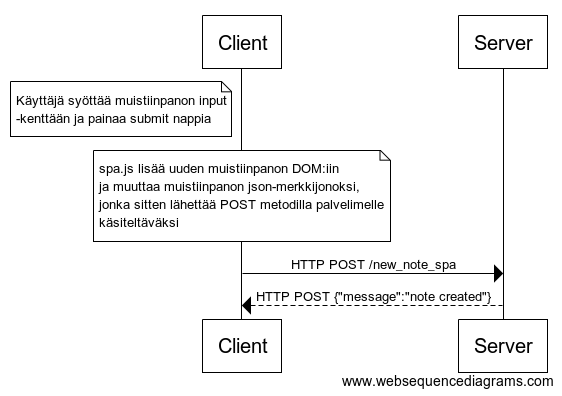 Client
Server
Käyttäjä syöttää muistiinpanon input
-kenttään ja painaa submit nappia
spa.js lisää uuden muistiinpanon DOM:iin
ja muuttaa muistiinpanon json-merkkijonoksi,
jonka sitten lähettää POST metodilla palvelimelle
käsiteltäväksi
HTTP POST /new_note_spa
HTTP POST {"message":"note created"}
Client
Server
www.websequencediagrams.com